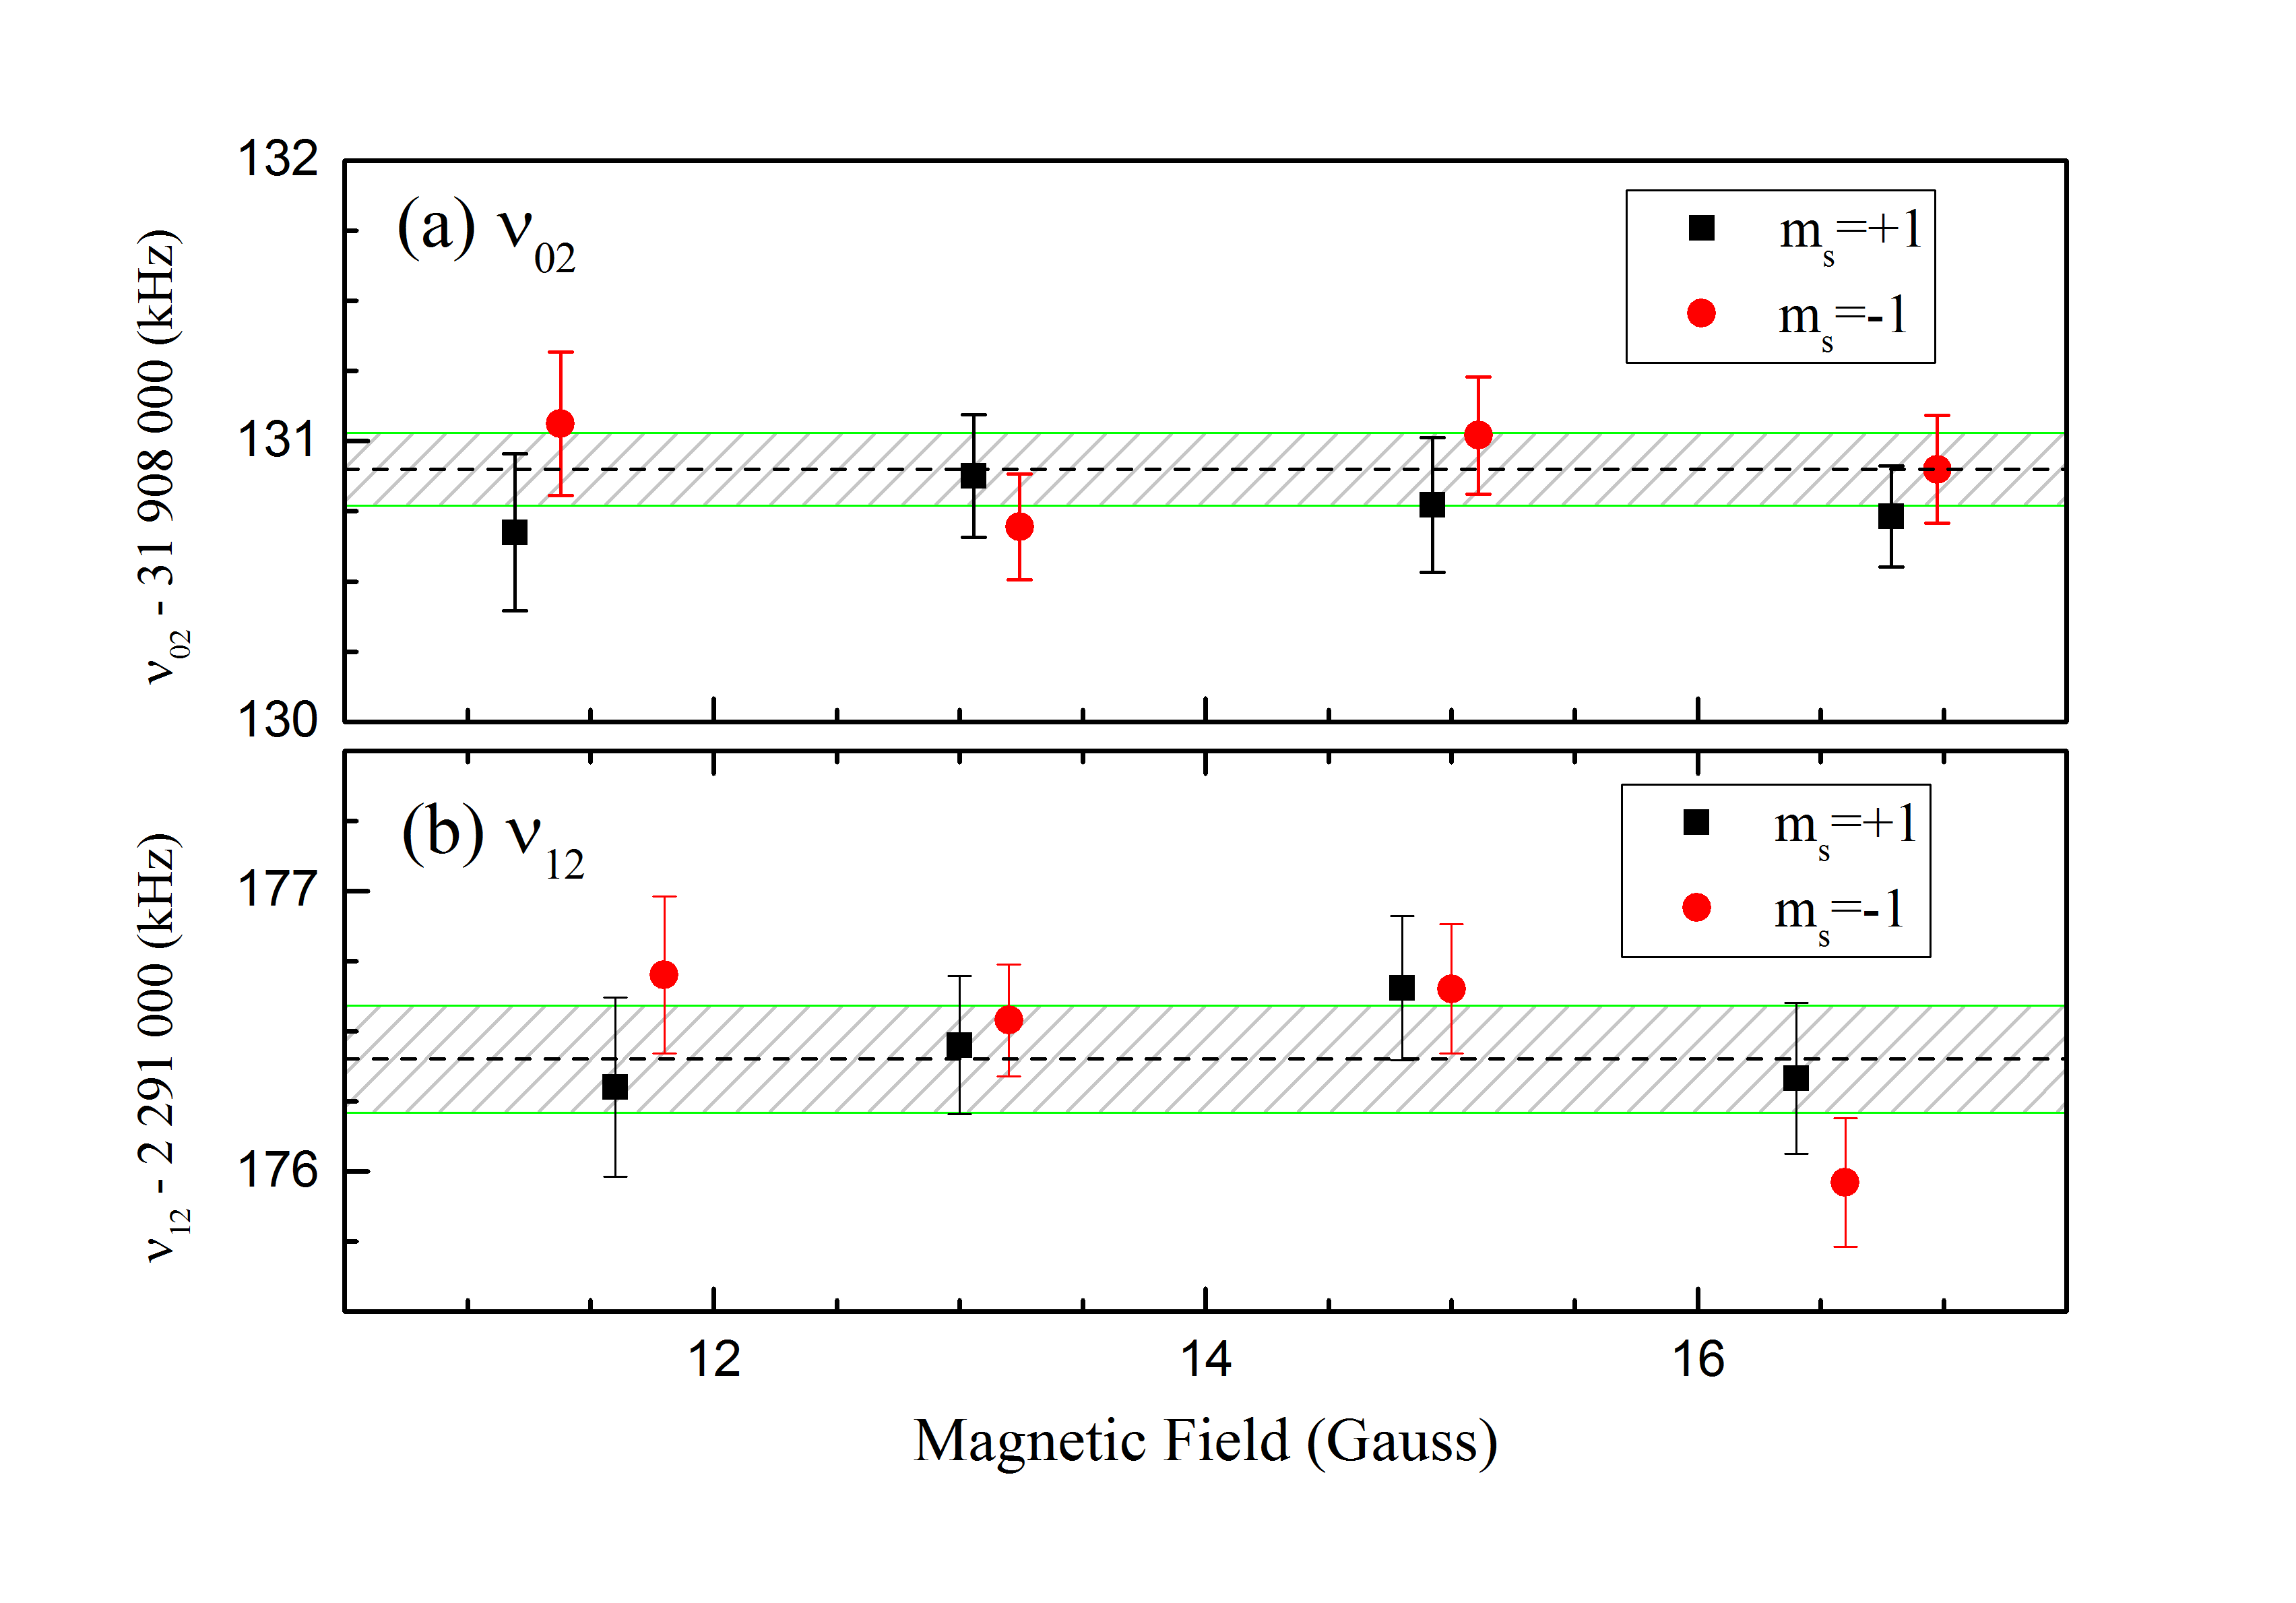 132
131
130
ν02 - 31 908 000 (kHz)
(a) ν02
ms=+1
ms=-1
177
176
ν12 - 2 291 000 (kHz)
(b) ν12
ms=+1
ms=-1
12 14 16
Magnetic Field (Gauss)